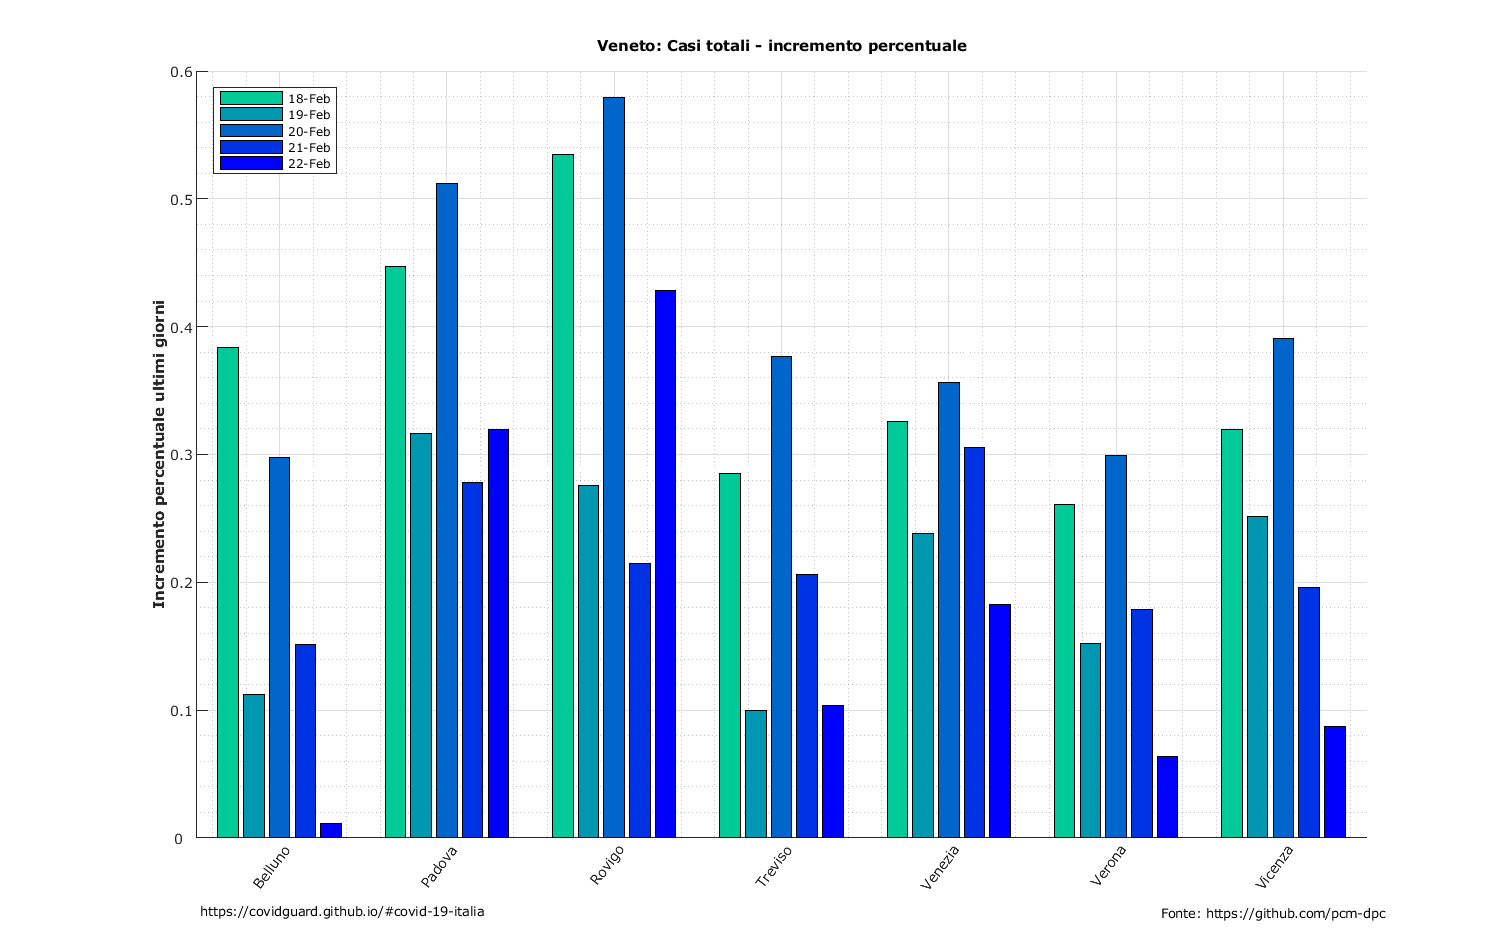 Veneto: Casi totali - incremento percentuale
0.6
0.5
0.4
0.3
0.2
0.1
0
Incremento percentuale ultimi giorni
18-Feb
19-Feb
20-Feb
21-Feb
22-Feb
Belluno
Padova
Rovigo
Treviso
Venezia
Verona
Vicenza
https://covidguard.github.io/#covid-19-italia
Fonte: https://github.com/pcm-dpc